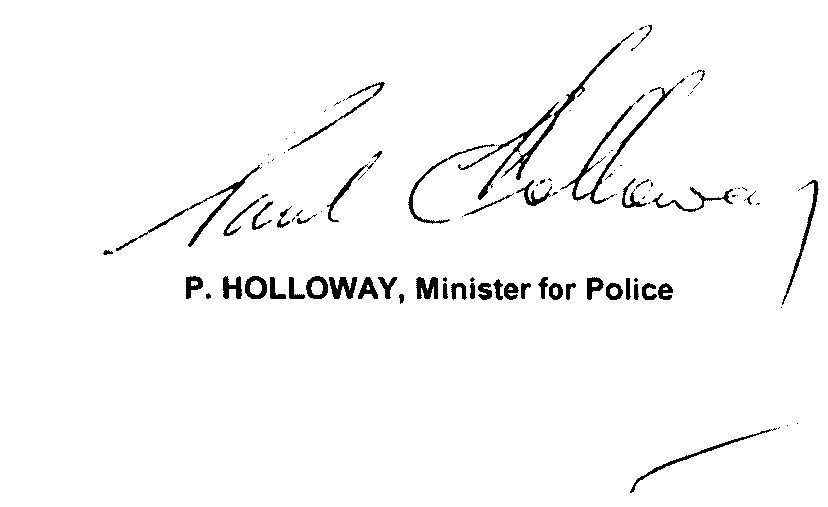 Paul Holloway
P. HOLLOWAY, Minister for Police